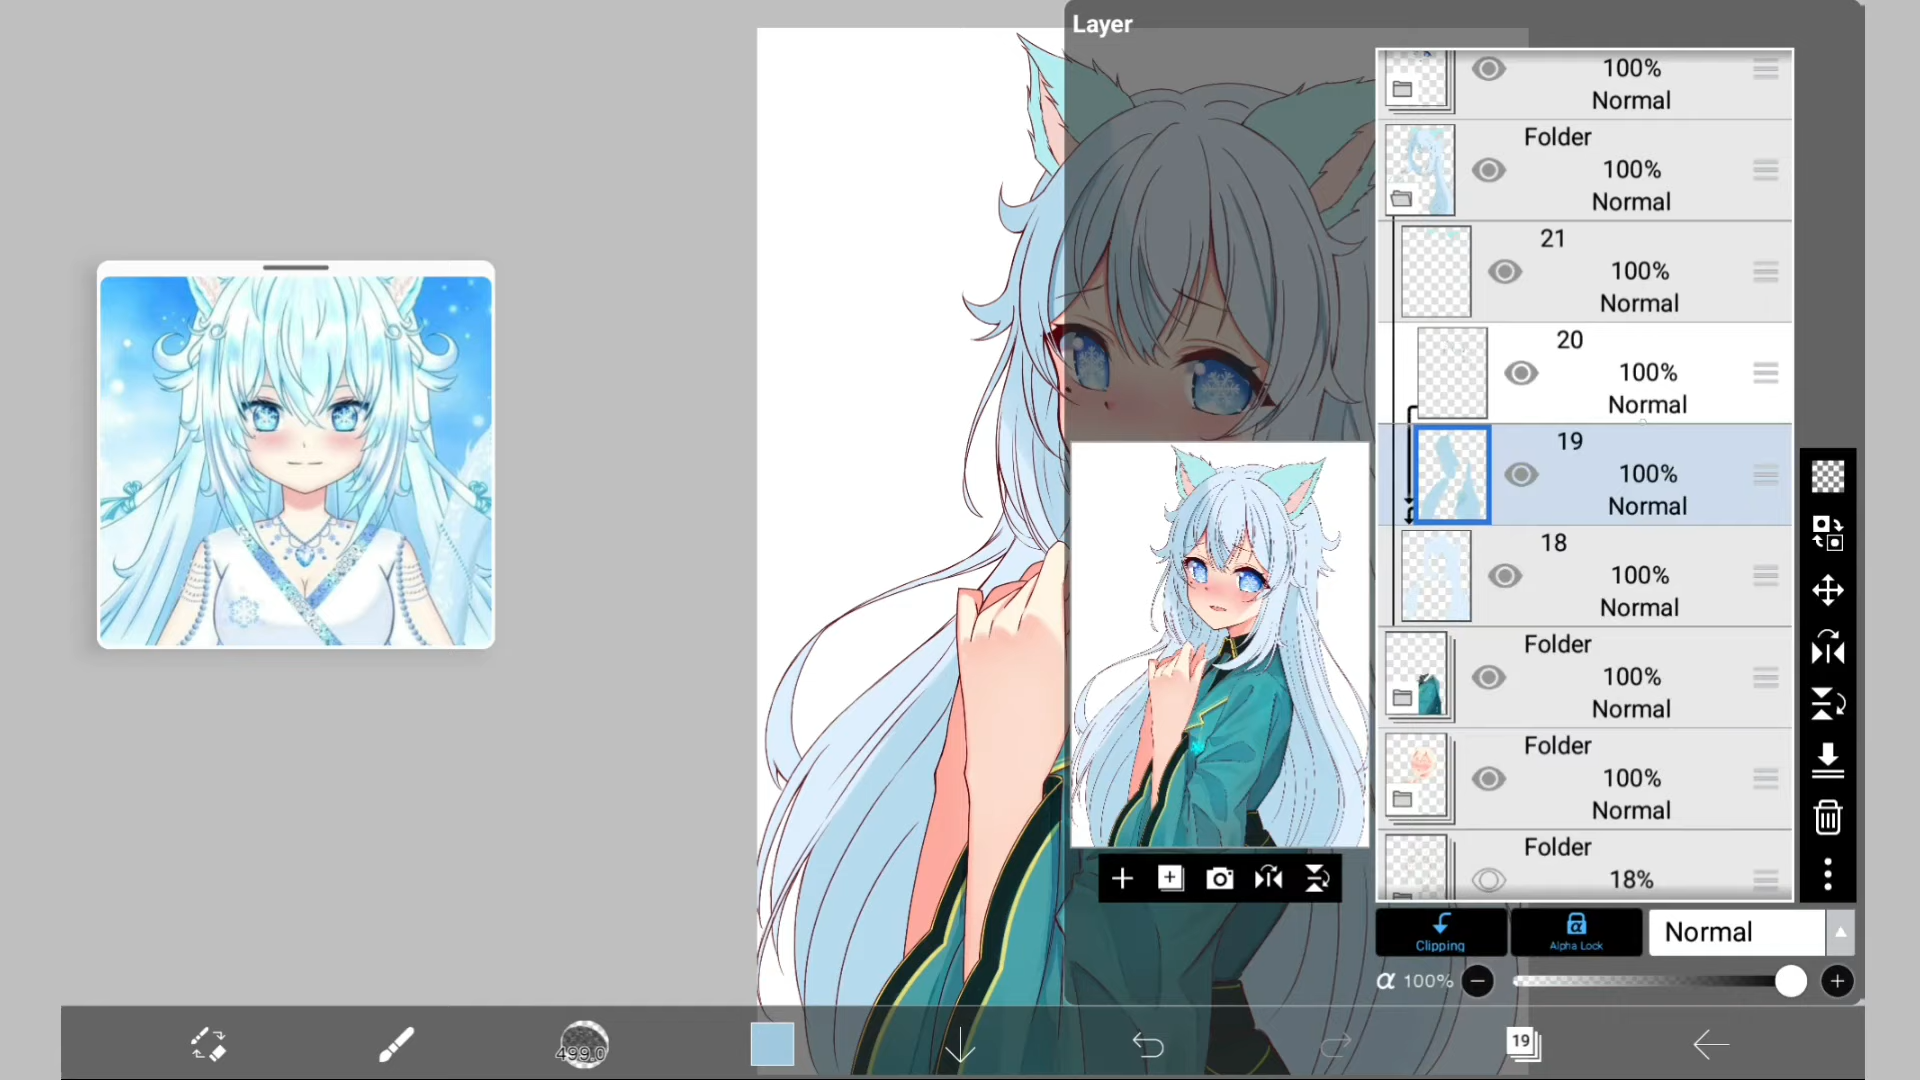 Layer
100%
Normal
Folder
100%
Normal
21
100%
Normal
20
100%
Normal
19
100%
Normal
18
100%
Normal
Folder
100%
Normal
Folder
100%
Normal
Folder
18%
Clipping
α
Alpha Lock
Normal
α 100%
499.0
19